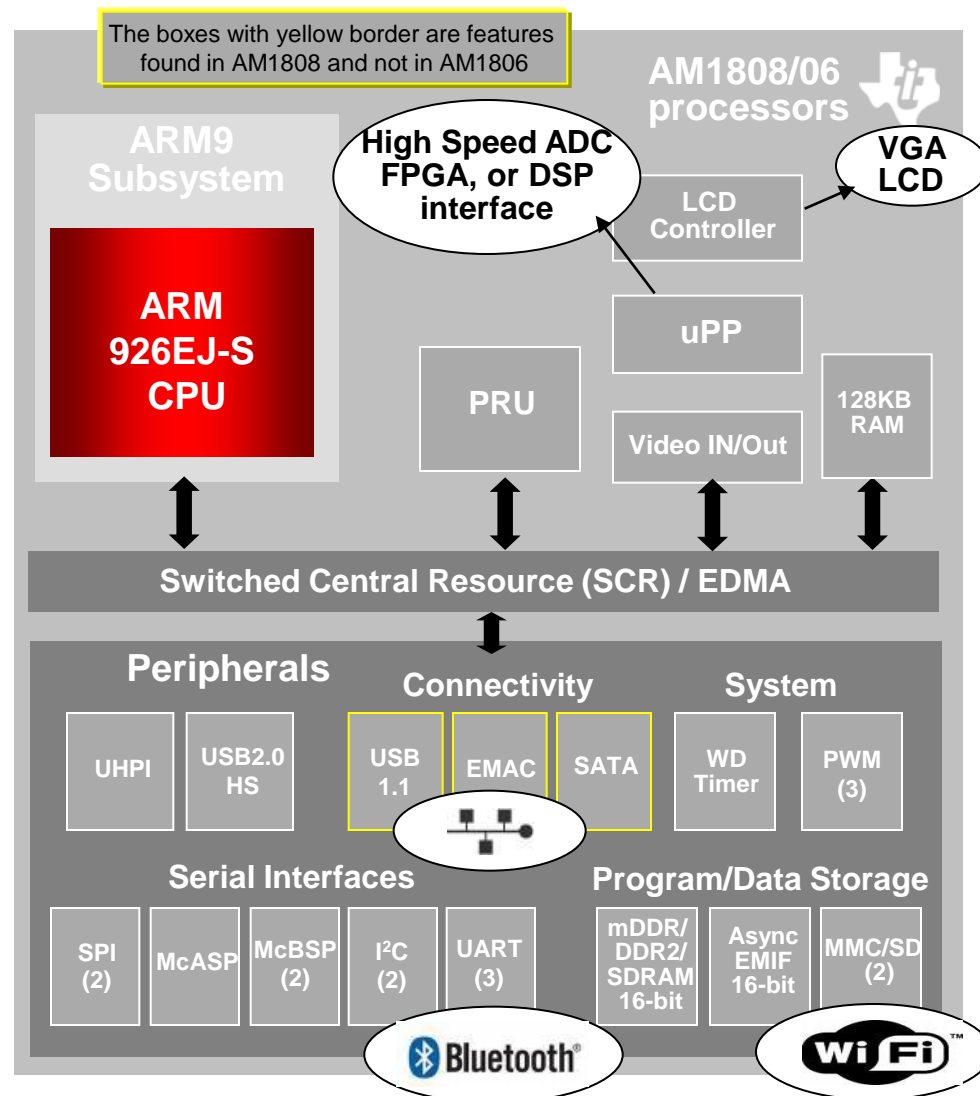 The boxes with yellow border are features
found in AM1808 and not in AM1806
AM1808/06
processors
ti
ARM9
Subsystem
ARM
926EJ-S
CPU
High Speed ADC
FPGA, or DSP
interface
VGA
LCD
LCD
Controller
uPP
PRU
Video IN/Out
128KB
RAM
Switched Central Resource (SCR) / EDMA
Peripherals
Connectivity
System
UHPI
USB2.0
HS
USB
1.1
EMAC
SATA
WD
Timer
PWM
(3)
Serial Interfaces
Program/Data Storage
SPI
(2)
McASP
McBSP
(2)
I²C
(2)
UART
(3)
mDDR/
DDR2/
SDRAM
16-bit
Async
EMIF
16-bit
MMC/SD
(2)
Bluetooth®
Wi Fi™